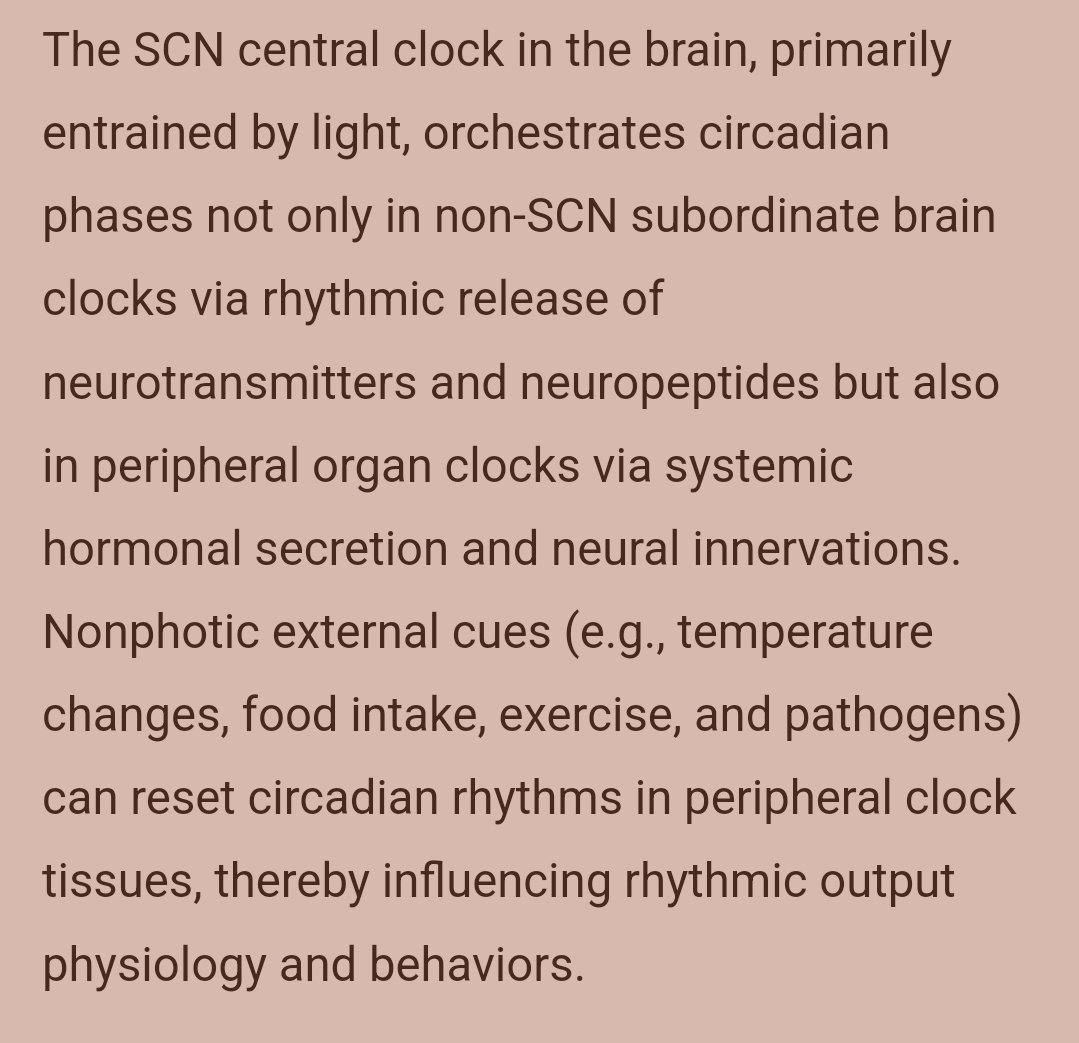 The SCN central clock in the brain, primarily
entrained by light, orchestrates circadian
phases not only in non-SCN subordinate brain
clocks via rhythmic release of
neurotransmitters and neuropeptides but also
in peripheral organ clocks via systemic
hormonal secretion and neural innervations.
Nonphotic external cues (e.g., temperature
changes, food intake, exercise, and pathogens)
can reset circadian rhythms in peripheral clock
tissues, thereby influencing rhythmic output
physiology and behaviors.